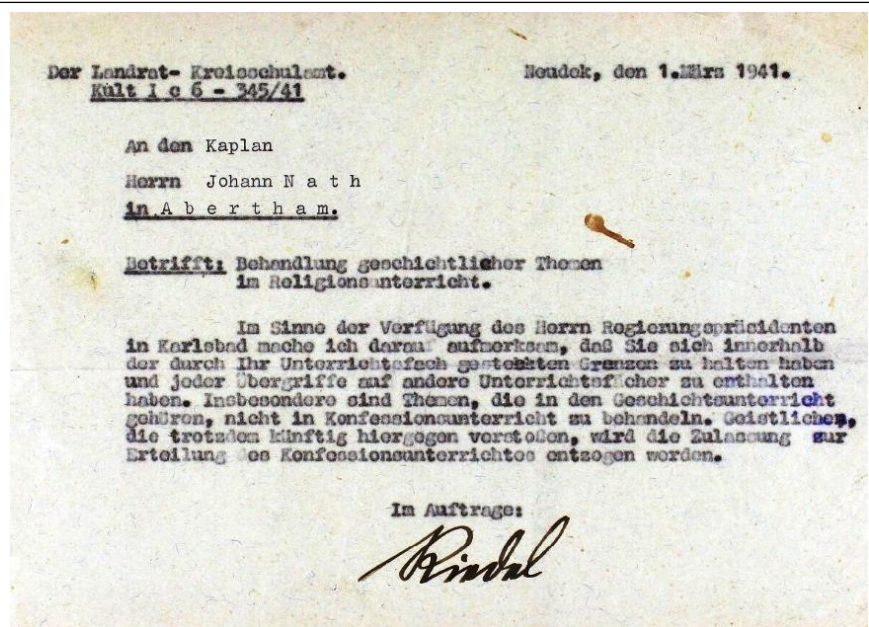 Der Landrat- Kreisschulamt.
Neudek, den 1.März 1941.
Kult I c 6 - 345/41
An den Kaplan
Herrn Johann N a t h
in A b e r t h a m.
Betrifft: Behandlung geschichtlicher Themen
im Religionsunterricht.
Im Sinne der Verfügung des Herrn Regierungspräsidenten
in Karlsbad mache ich darauf aufmerksam, daß Sie sich innerhalb
der durch Ihr Unterrichtsfach gesteckten Grenzen zu halten haben
und jeder Übergriffe auf andere Unterrichtsfächer zu enthalten
haben. Insbesondere sind Themen, die in den Geschichtsunterricht
gehören, nicht in Konfessionsunterricht zu behandeln. Geistlichen,
die trotzdem künftig hiergegen verstoßen, wird die Zulassung zur
Erteilung des Konfessionsunterrichtes entzogen werden.
Im Auftrage:
Riedel